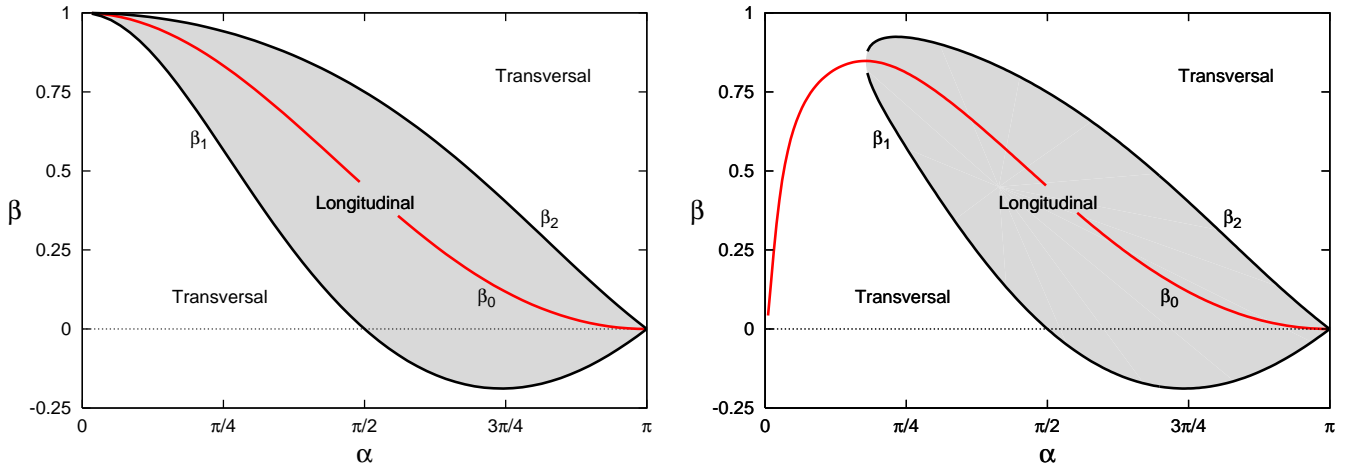 1
0.75
0.5
0.25
0
-0.25
β
0
π/4
π/2
3π/4
π
α
Transversal
β1
Longitudinal
β2
Transversal
β0
1
0.75
0.5
0.25
0
-0.25
β
0
π/4
π/2
3π/4
π
α
Transversal
β1
Longitudinal
β2
Transversal
β0